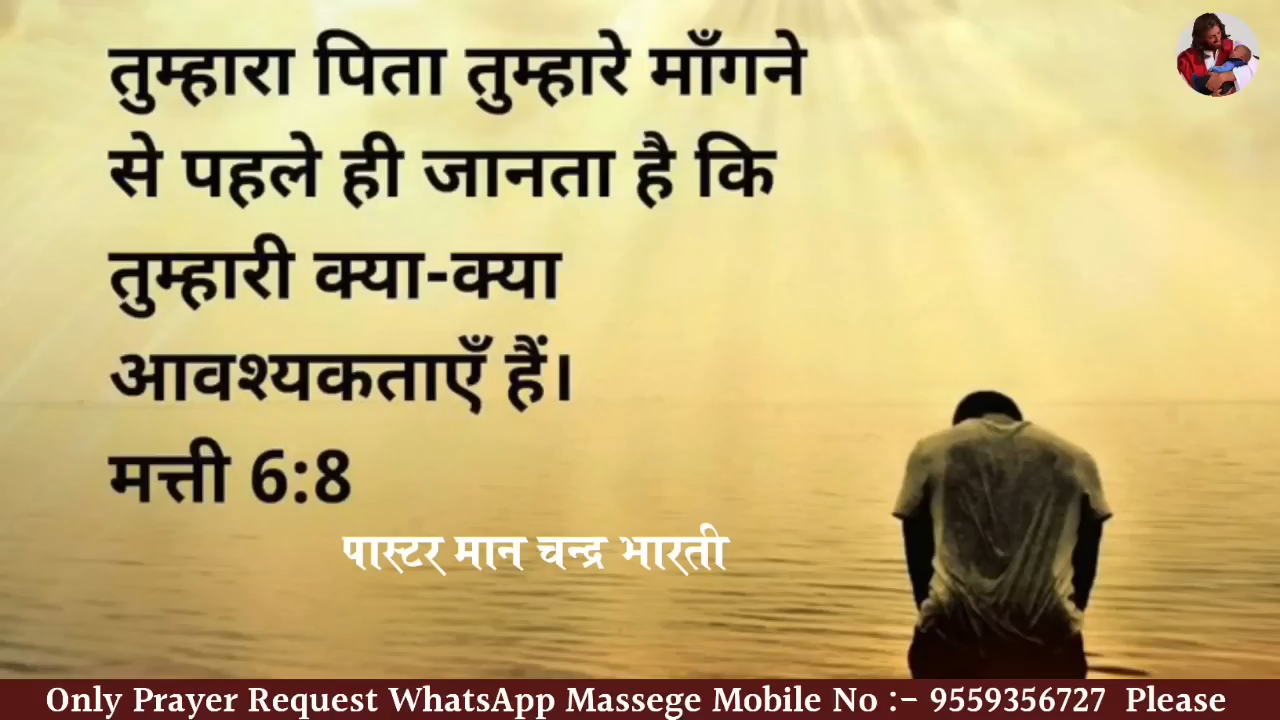 तुम्हारा पिता तुम्हारे माँगने
से पहले ही जानता है कि
तुम्हारी क्या-क्या
आवश्यकताएँ हैं।
मत्ती 6:8
पास्टर मान चन्द्र भारती
Only Prayer Request WhatsApp Massege Mobile No :- 9559356727 Please